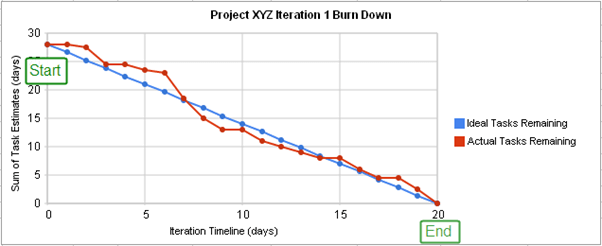 Project XYZ Iteration 1 Burn Down
Sum of Task Estimates (days)
30
20
15
10
5
0
Start
0
5
10
15
20
Iteration Timeline (days)
End
Ideal Tasks Remaining
Actual Tasks Remaining